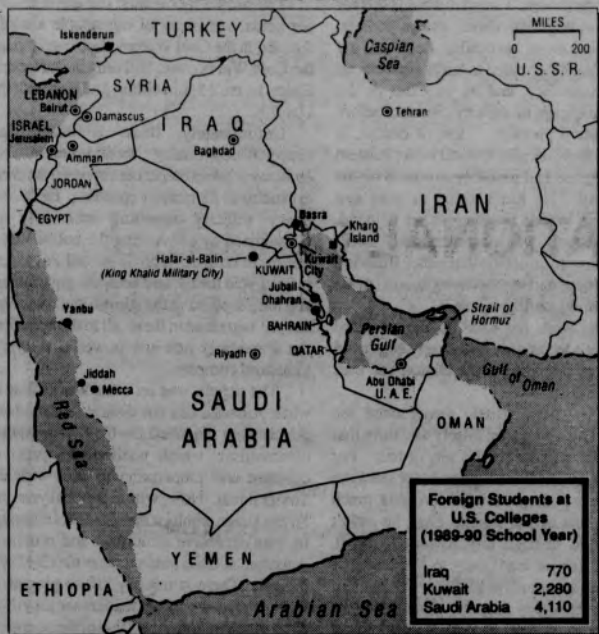 TURKEY
Iskenderun
Caspian
Sea
MILES
0 200
U.S.S.R.
SYRIA
LEBANON
Beirut
Damascus
Tehran
ISRAEL
Jerusalem
IRAQ
Baghdad
Amman
JORDAN
IRAN
EGYPT
Basra
Kharg
Island
Hafar-al-Batin
(King Khalid Military City)
KUWAIT
Kuwait
City
Jubail
Dhahran
BAHRAIN
Strait of
Hormuz
Yanbu
Persian
Gulf
QATAR
Riyadh
Gulf of Oman
Abu Dhabi
U.A.E.
Jiddah
Mecca
Red Sea
SAUDI
ARABIA
OMAN
YEMEN
ETHIOPIA
Arabian Sea
Foreign Students at
U.S. Colleges
(1989-90 School Year)
Iraq 770
Kuwait 2,280
Saudi Arabia 4,110